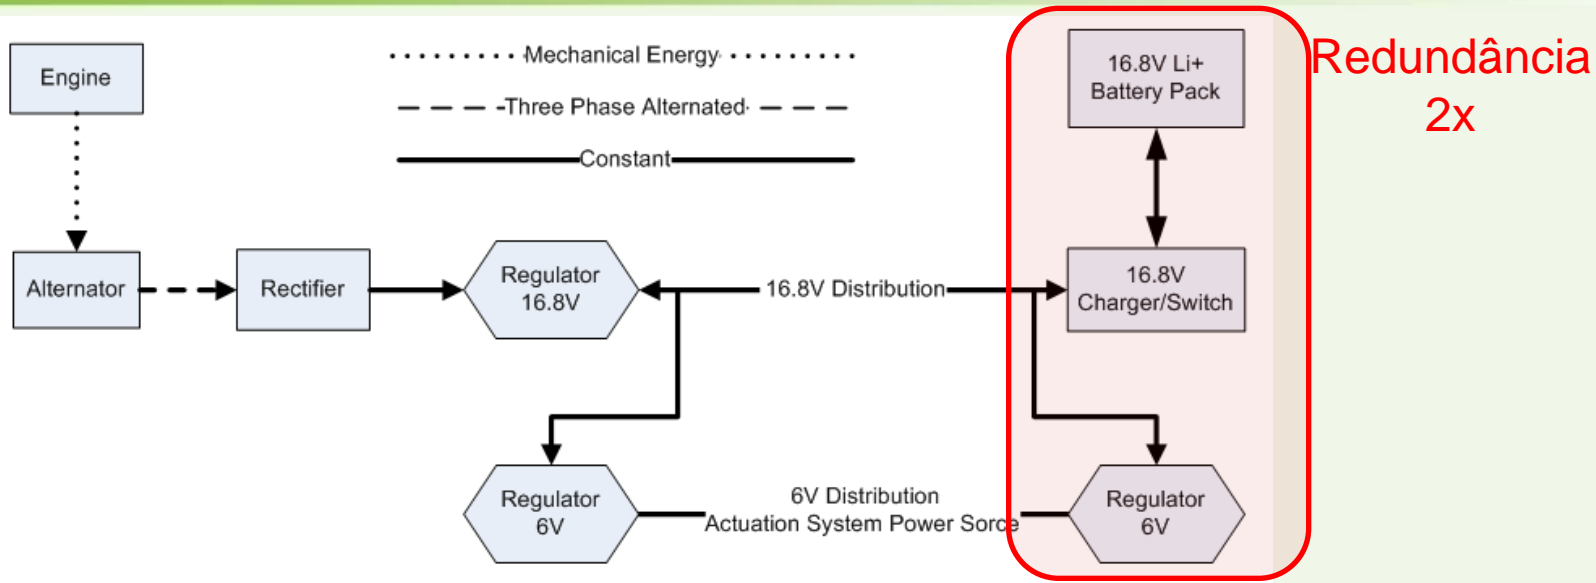 Engine
Mechanical Energy
Three Phase Alternated
Constant
16.8V Li+
Battery Pack
Redundância
2x
Alternator
Rectifier
Regulator
16.8V
16.8V Distribution
16.8V
Charger/Switch
Regulator
6V
6V Distribution
Actuation System Power Sorce
Regulator
6V